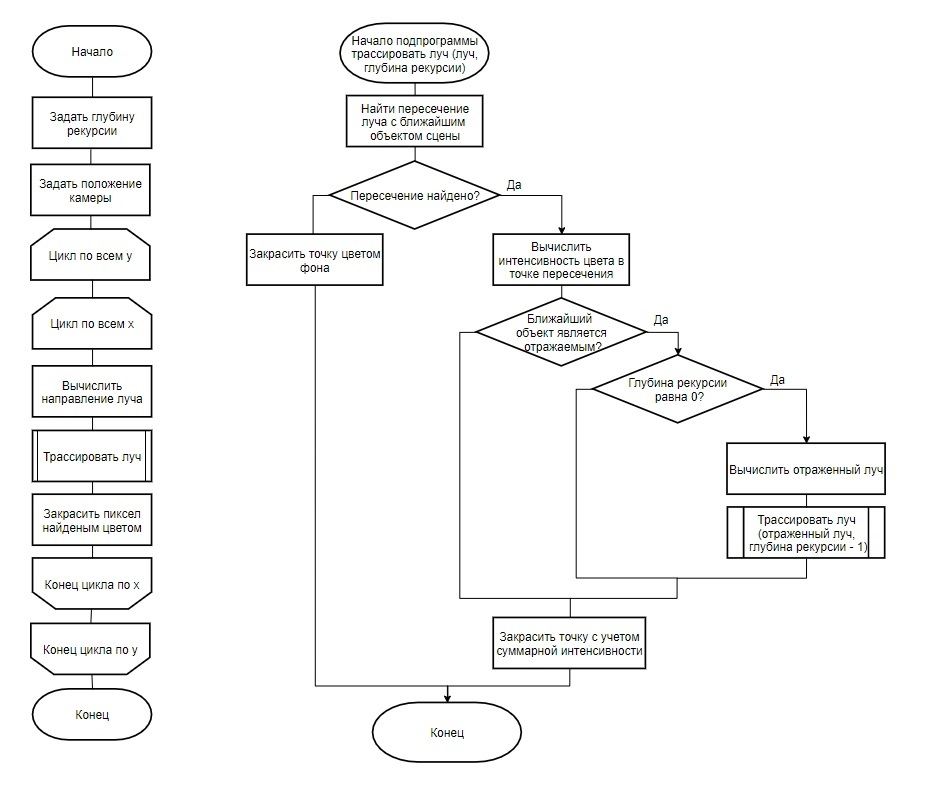 Начало
Задать глубину
рекурсии
Задать положение
камеры
Цикл по всем y
Цикл по всем x
Вычислить
направление луча
Трассировать луч
Закрасить пиксел
найденым цветом
Конец цикла по x
Конец цикла по y
Конец
Начало подпрограммы
трассировать луч (луч,
глубина рекурсии)
Найти пересечение
луча с ближайшим
объектом сцены
Пересечение найдено?
Да
Закрасить точку цветом
фона
Вычислить
интенсивность цвета в
точке пересечения
Ближайший
объект является
отражаемым?
Да
Глубина рекурсии
равна 0?
Да
Вычислить отраженный луч
Трассировать луч
(отраженный луч,
глубина рекурсии - 1)
Закрасить точку с учетом
суммарной интенсивности
Конец